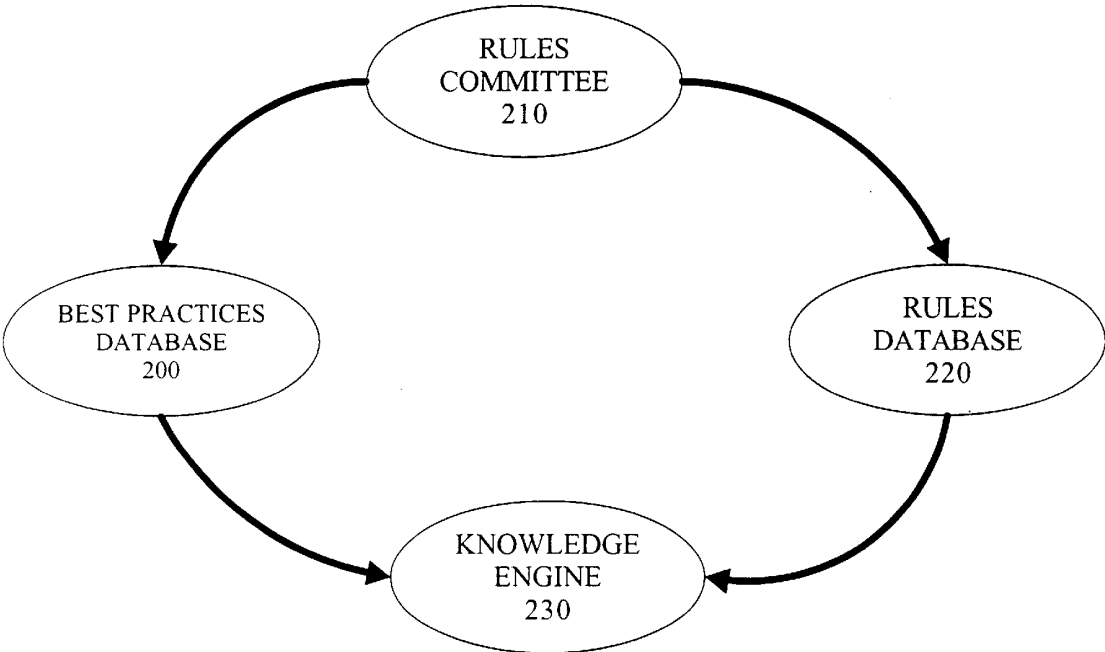 RULES
COMMITTEE
210
BEST PRACTICES
DATABASE
200
RULES
DATABASE
220
KNOWLEDGE
ENGINE
230